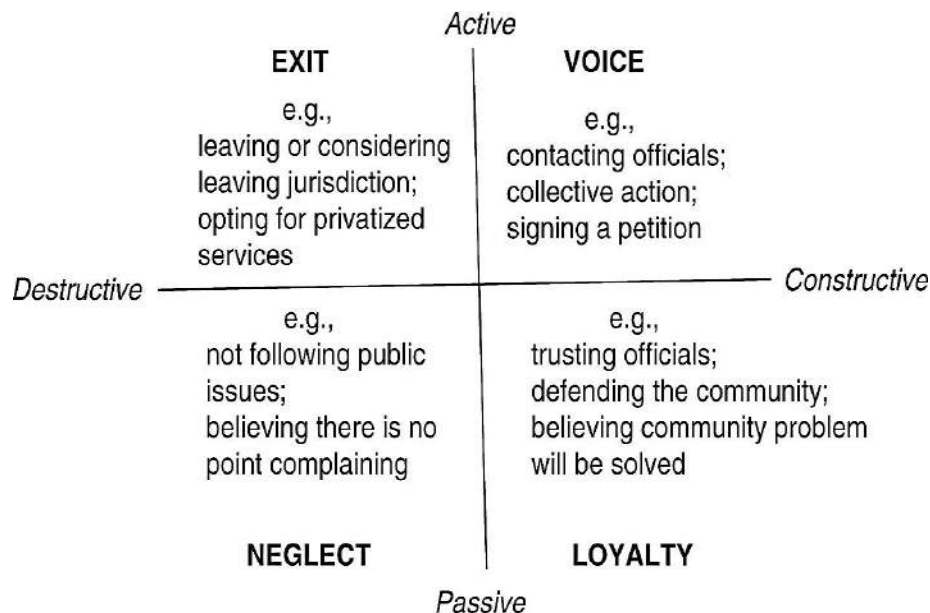 Active
EXIT
e.g.,
leaving or considering
leaving jurisdiction;
opting for privatized
services
VOICE
e.g.,
contacting officials;
collective action;
signing a petition
Destructive
Constructive
e.g.,
not following public
issues;
believing there is no
point complaining
NEGLECT
e.g.,
trusting officials;
defending the community;
believing community problem
will be solved
LOYALTY
Passive